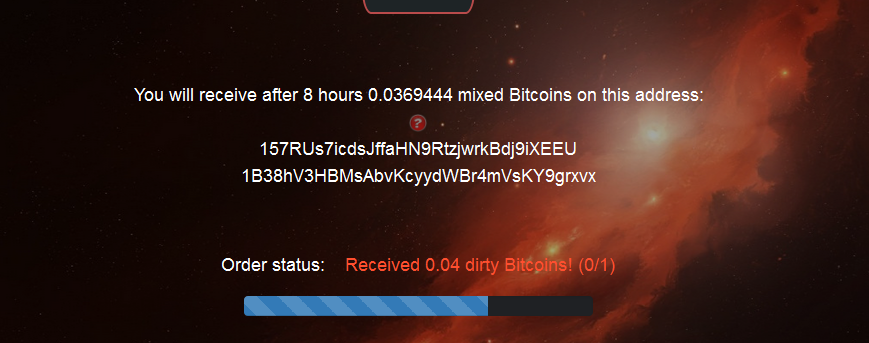 You will receive after 8 hours 0.0369444 mixed Bitcoins on this address:
?
157RUs7icdsJffaHN9RtzjwrkBdj9iXEEU
1B38hV3HBMsAbvKcyydWBr4mVsKY9grxvx
Order status: Received 0.04 dirty Bitcoins! (0/1)